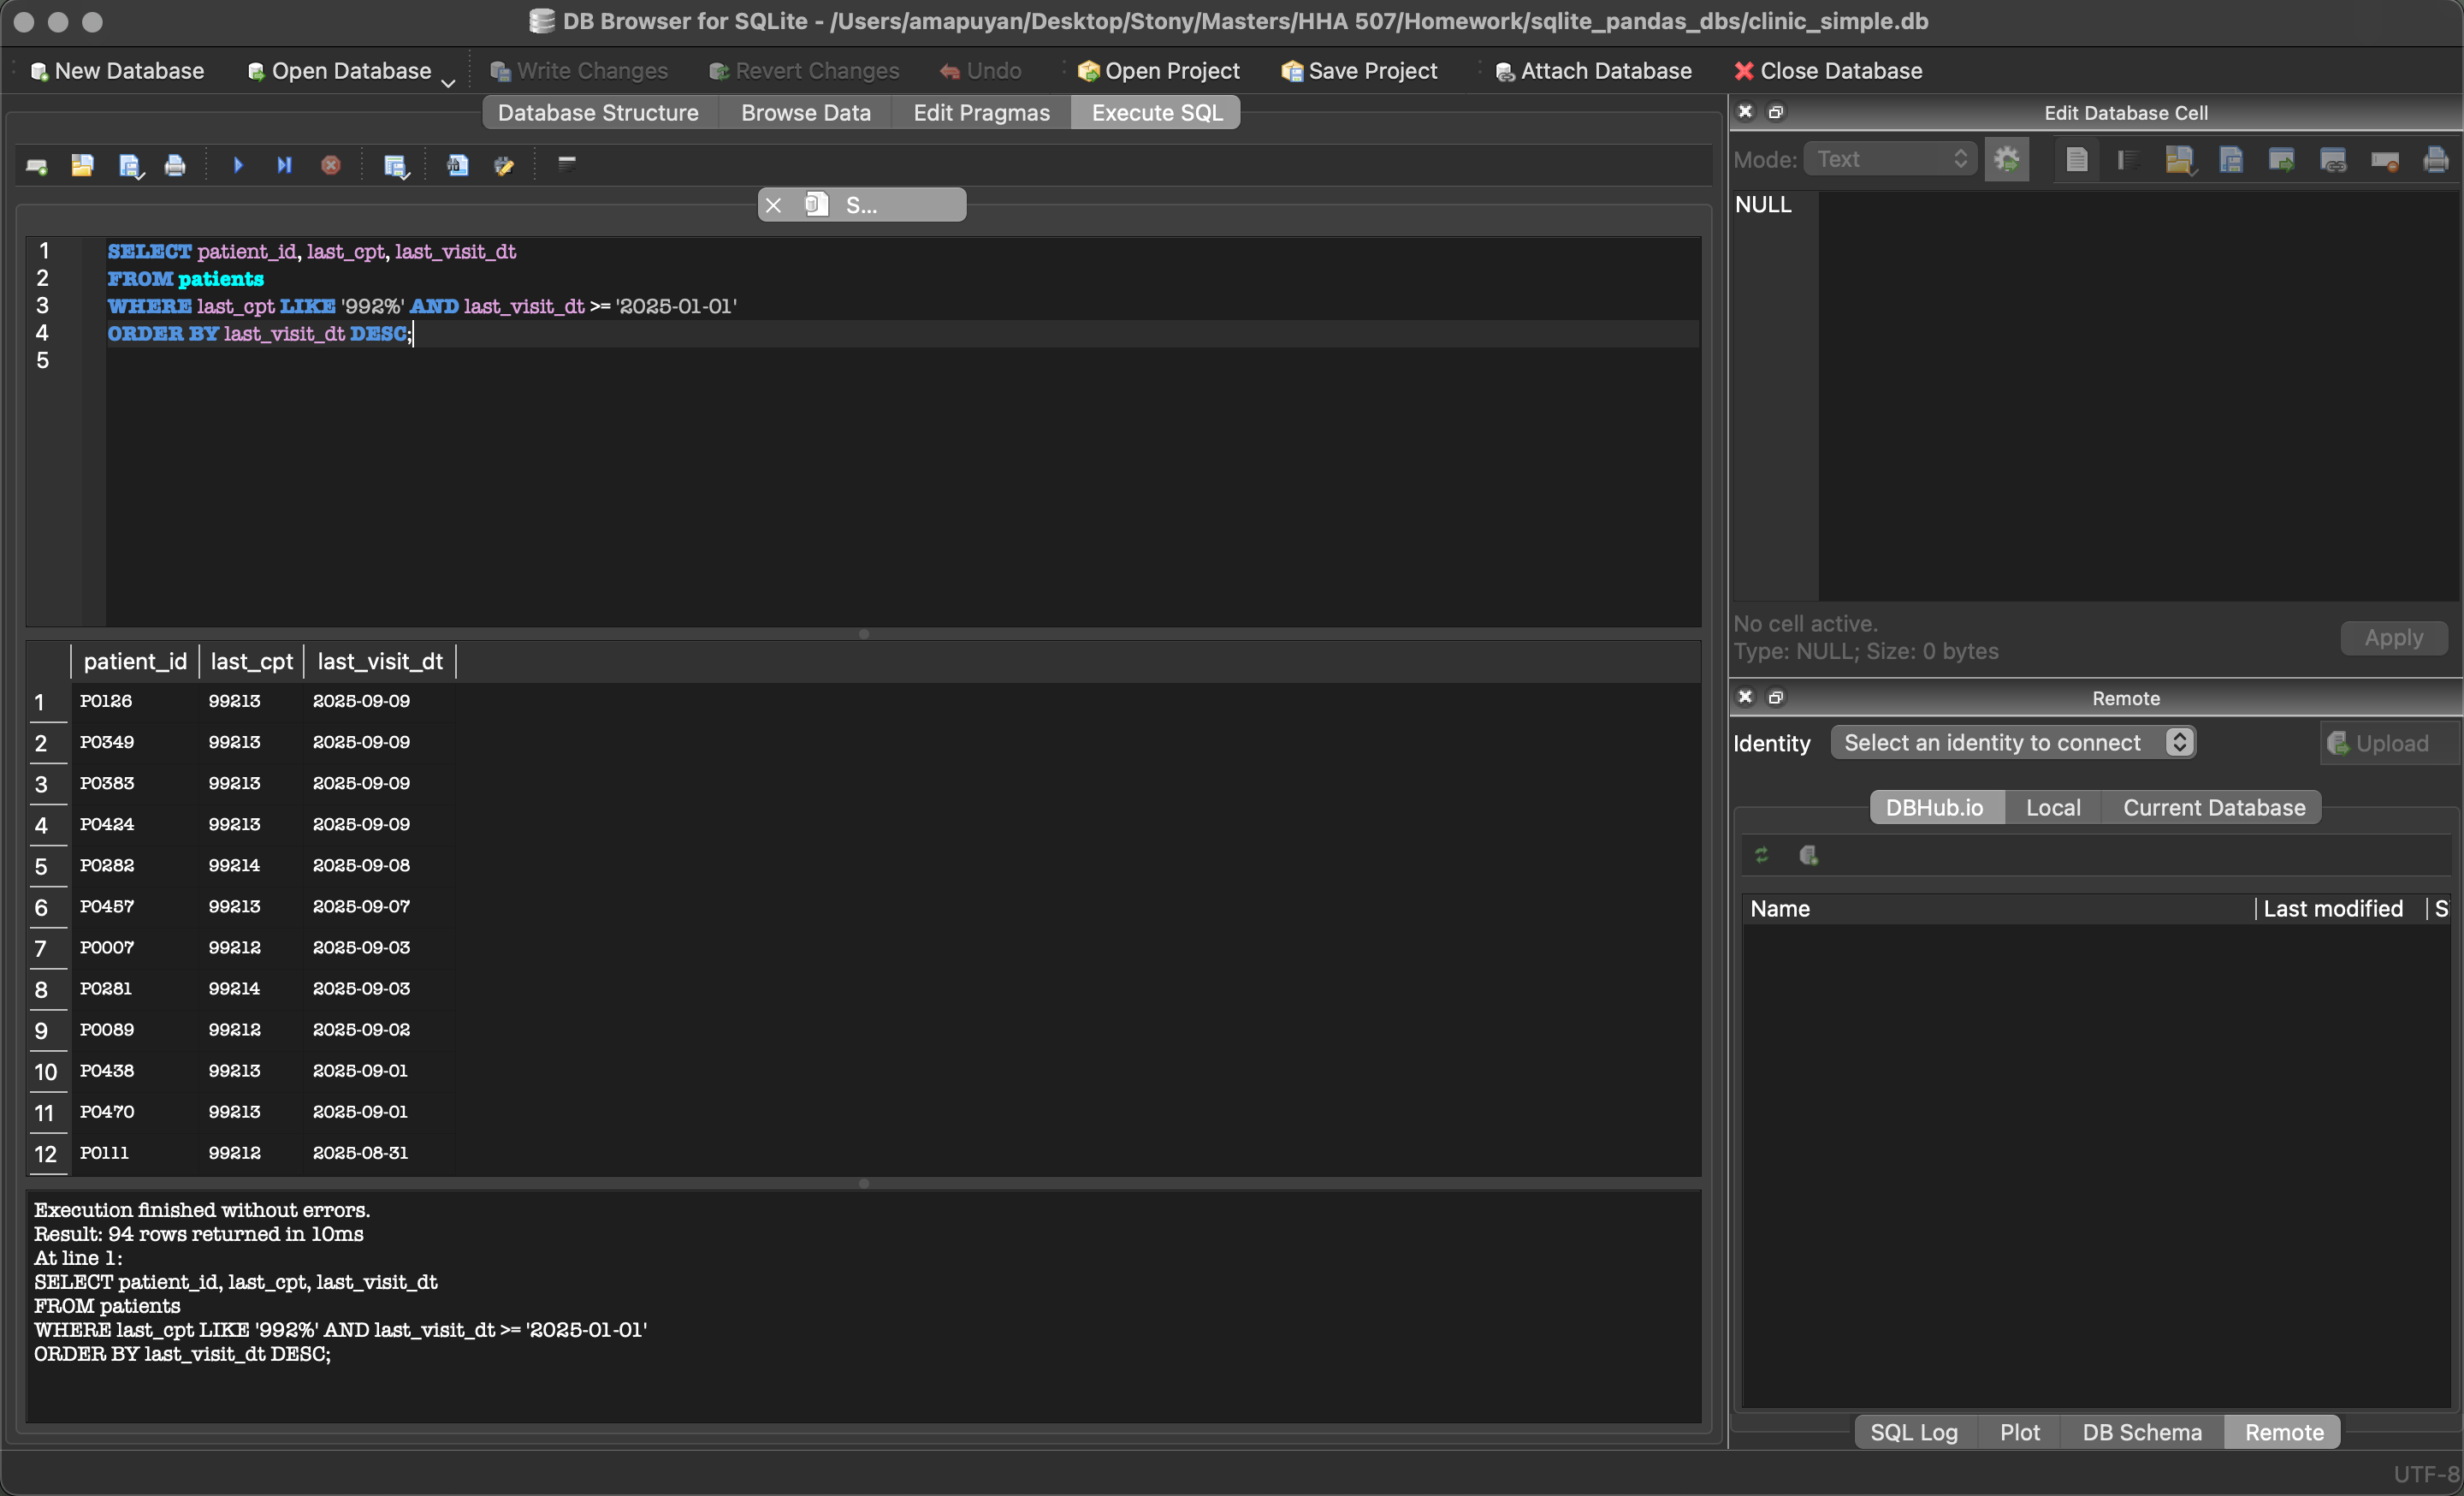 DB Browser for SQLite - /Users/amapuyan/Desktop/Stony/Masters/HHA 507/Homework/sqlite_pandas_dbs/clinic_simple.db
New Database Open Database Write Changes Revert Changes Undo Open Project Save Project Attach Database Close Database
Database Structure Browse Data Edit Pragmas Execute SQL
S...
1 SELECT patient_id, last_cpt, last_visit_dt
2 FROM patients
3 WHERE last_cpt LIKE '992%' AND last_visit_dt >= '2025-01-01'
4 ORDER BY last_visit_dt DESC;
5
patient_id last_cpt last_visit_dt
1 P0126 99213 2025-09-09
2 P0349 99213 2025-09-09
3 P0383 99213 2025-09-09
4 P0424 99213 2025-09-09
5 P0282 99214 2025-09-08
6 P0457 99213 2025-09-07
7 P0007 99212 2025-09-03
8 P0281 99214 2025-09-03
9 P0089 99212 2025-09-02
10 P0438 99213 2025-09-01
11 P0470 99213 2025-09-01
12 P0111 99212 2025-08-31
Execution finished without errors.
Result: 94 rows returned in 10ms
At line 1:
SELECT patient_id, last_cpt, last_visit_dt
FROM patients
WHERE last_cpt LIKE '992%' AND last_visit_dt >= '2025-01-01'
ORDER BY last_visit_dt DESC;
Edit Database Cell
Mode: Text
NULL
No cell active.
Type: NULL; Size: 0 bytes
Apply
Remote
Identity Select an identity to connect Upload
DBHub.io Local Current Database
Name Last modified S
SQL Log Plot DB Schema Remote
UTF-8